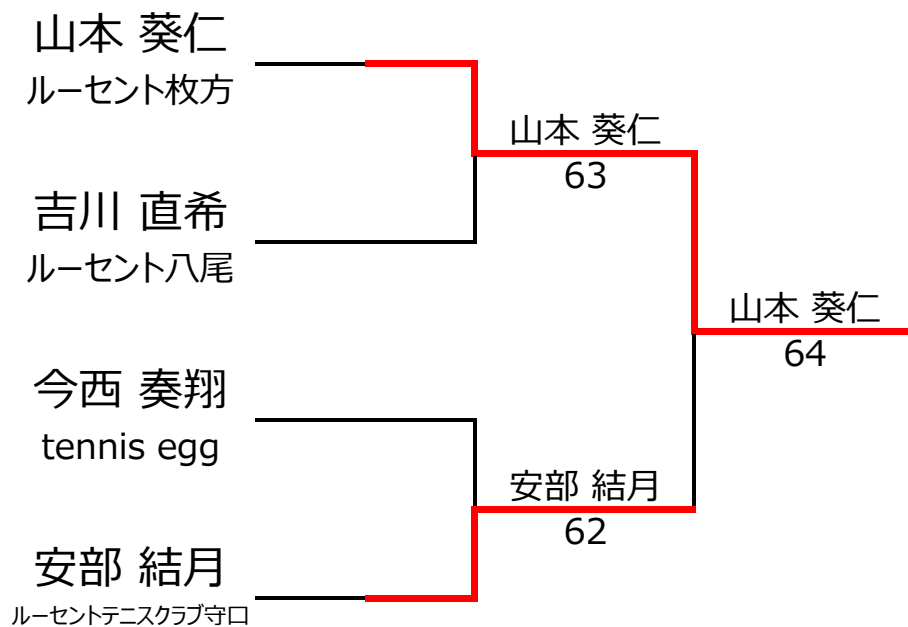 山本 葵仁
ルーセント枚方
吉川 直希
ルーセント八尾
今西 奏翔
tennis egg
安部 結月
ルーセントテニスクラブ守口
山本 葵仁
63
安部 結月
62
山本 葵仁
64